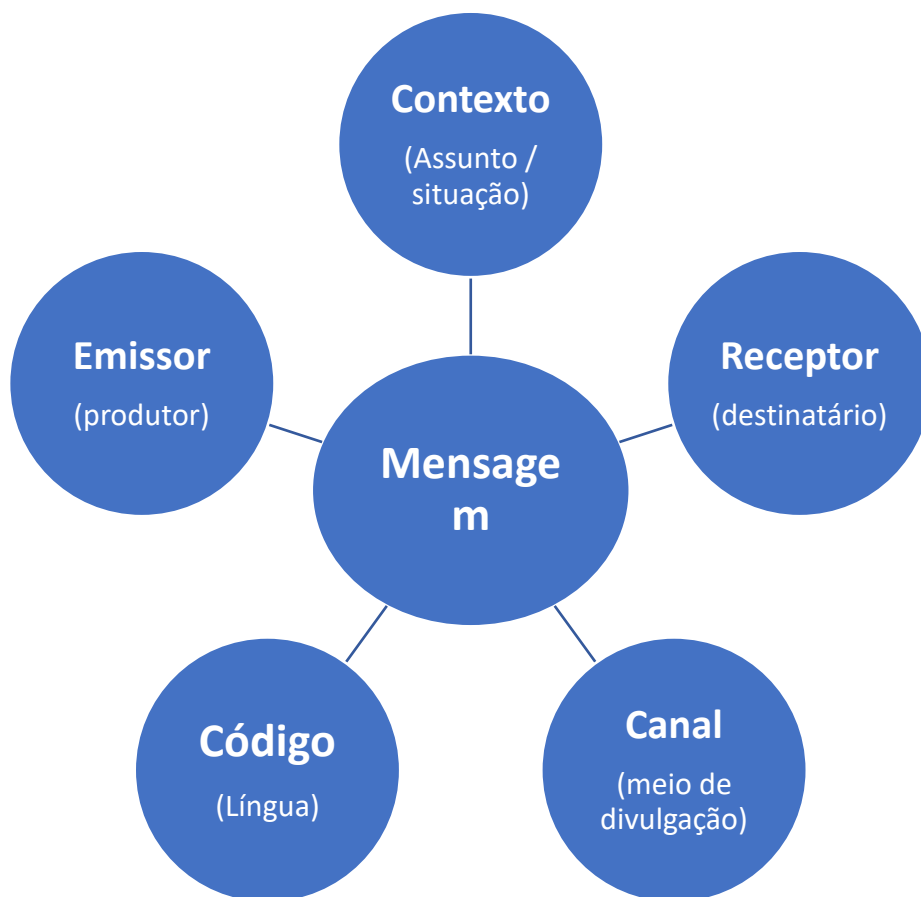 Contexto
(Assunto /
situação)
Emissor
(produtor)
Receptor
(destinatário)
Mensage
m
Código
(Língua)
Canal
(meio de
divulgação)